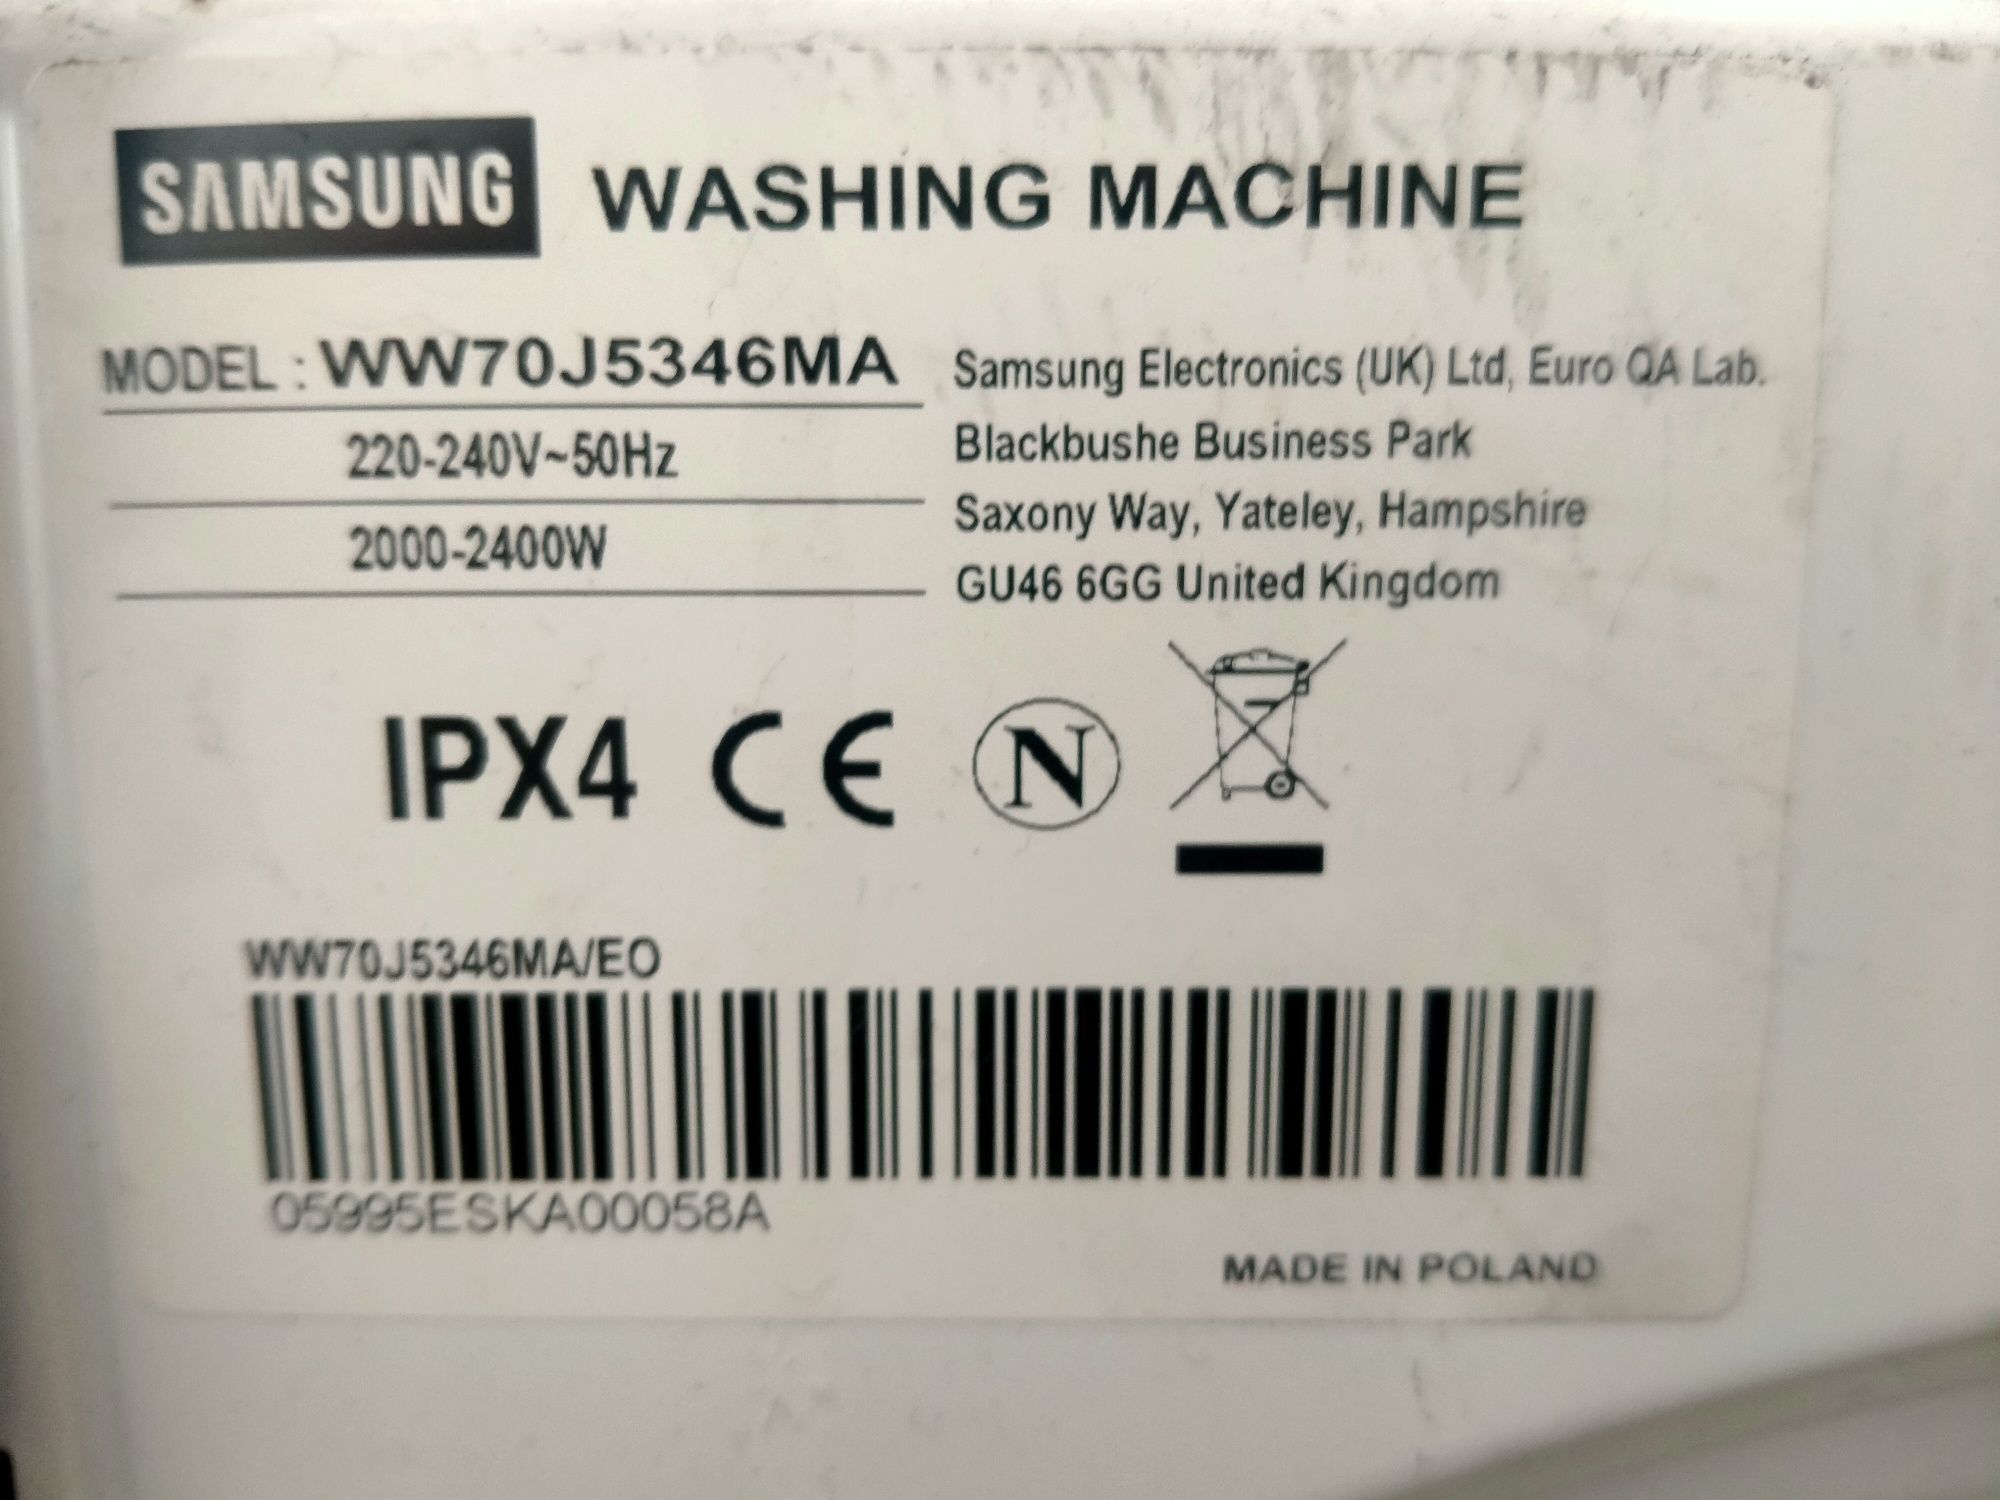 SAMSUNG WASHING MACHINE
MODEL : WW70J5346MA
220-240V~50Hz
2000-2400W
Samsung Electronics (UK) Ltd, Euro QA Lab.
Blackbushe Business Park
Saxony Way, Yateley, Hampshire
GU46 6GG United Kingdom
IPX4 CE N
WW70J5346MA/EO
05995ESKA00058A
MADE IN POLAND